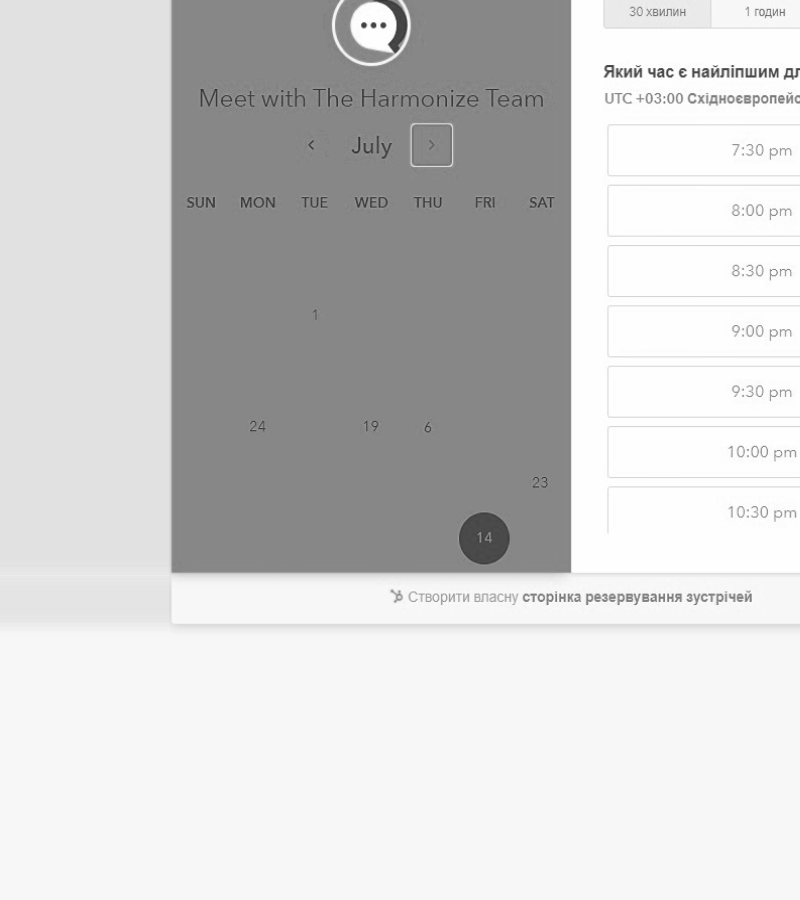 30 хвилин 1 годин
Meet with The Harmonize Team
July
SUN MON TUE WED THU FRI SAT
1
24 19 6
23
14
Який час є найліпшим
UTC +03:00
7:30 pm
8:00 pm
8:30 pm
9:00 pm
9:30 pm
10:00 pm
10:30 pm
Створити власну сторінка резервування зустрічей